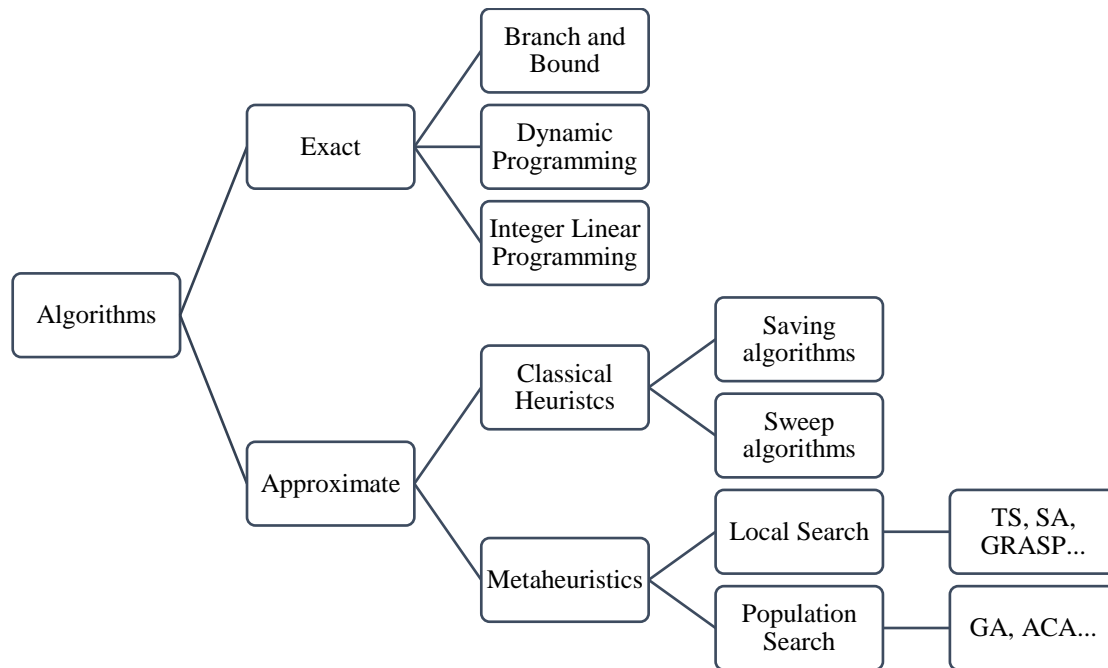 Branch and
Bound
Exact
Dynamic
Programming
Integer Linear
Programming
Algorithms
Saving
algorithms
Classical
Heuristcs
Sweep
algorithms
Approximate
Local Search
TS, SA,
GRASP...
Metaheuristics
Population
Search
GA, ACA...